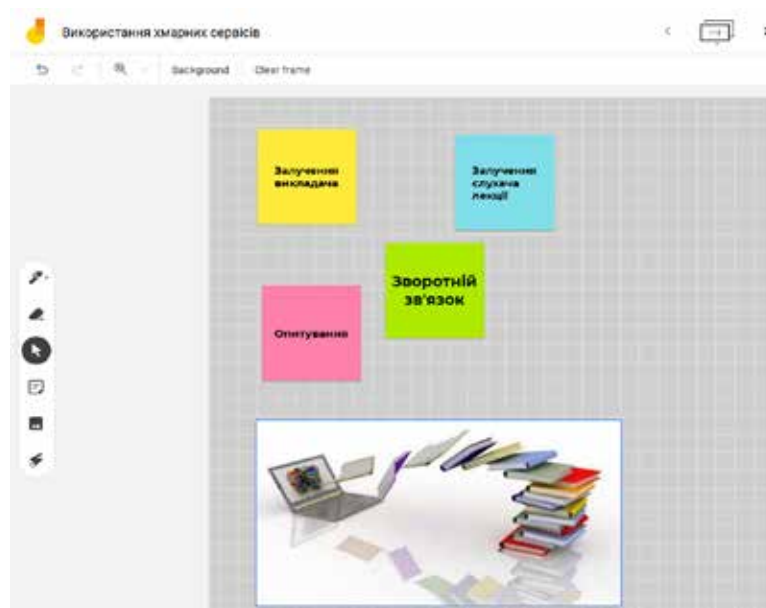 Використання хмарних сервісів
Background Clear frame
Залучення
викладача
Залучення
слухача
лекції
Зворотній
зв'язок
Опитування